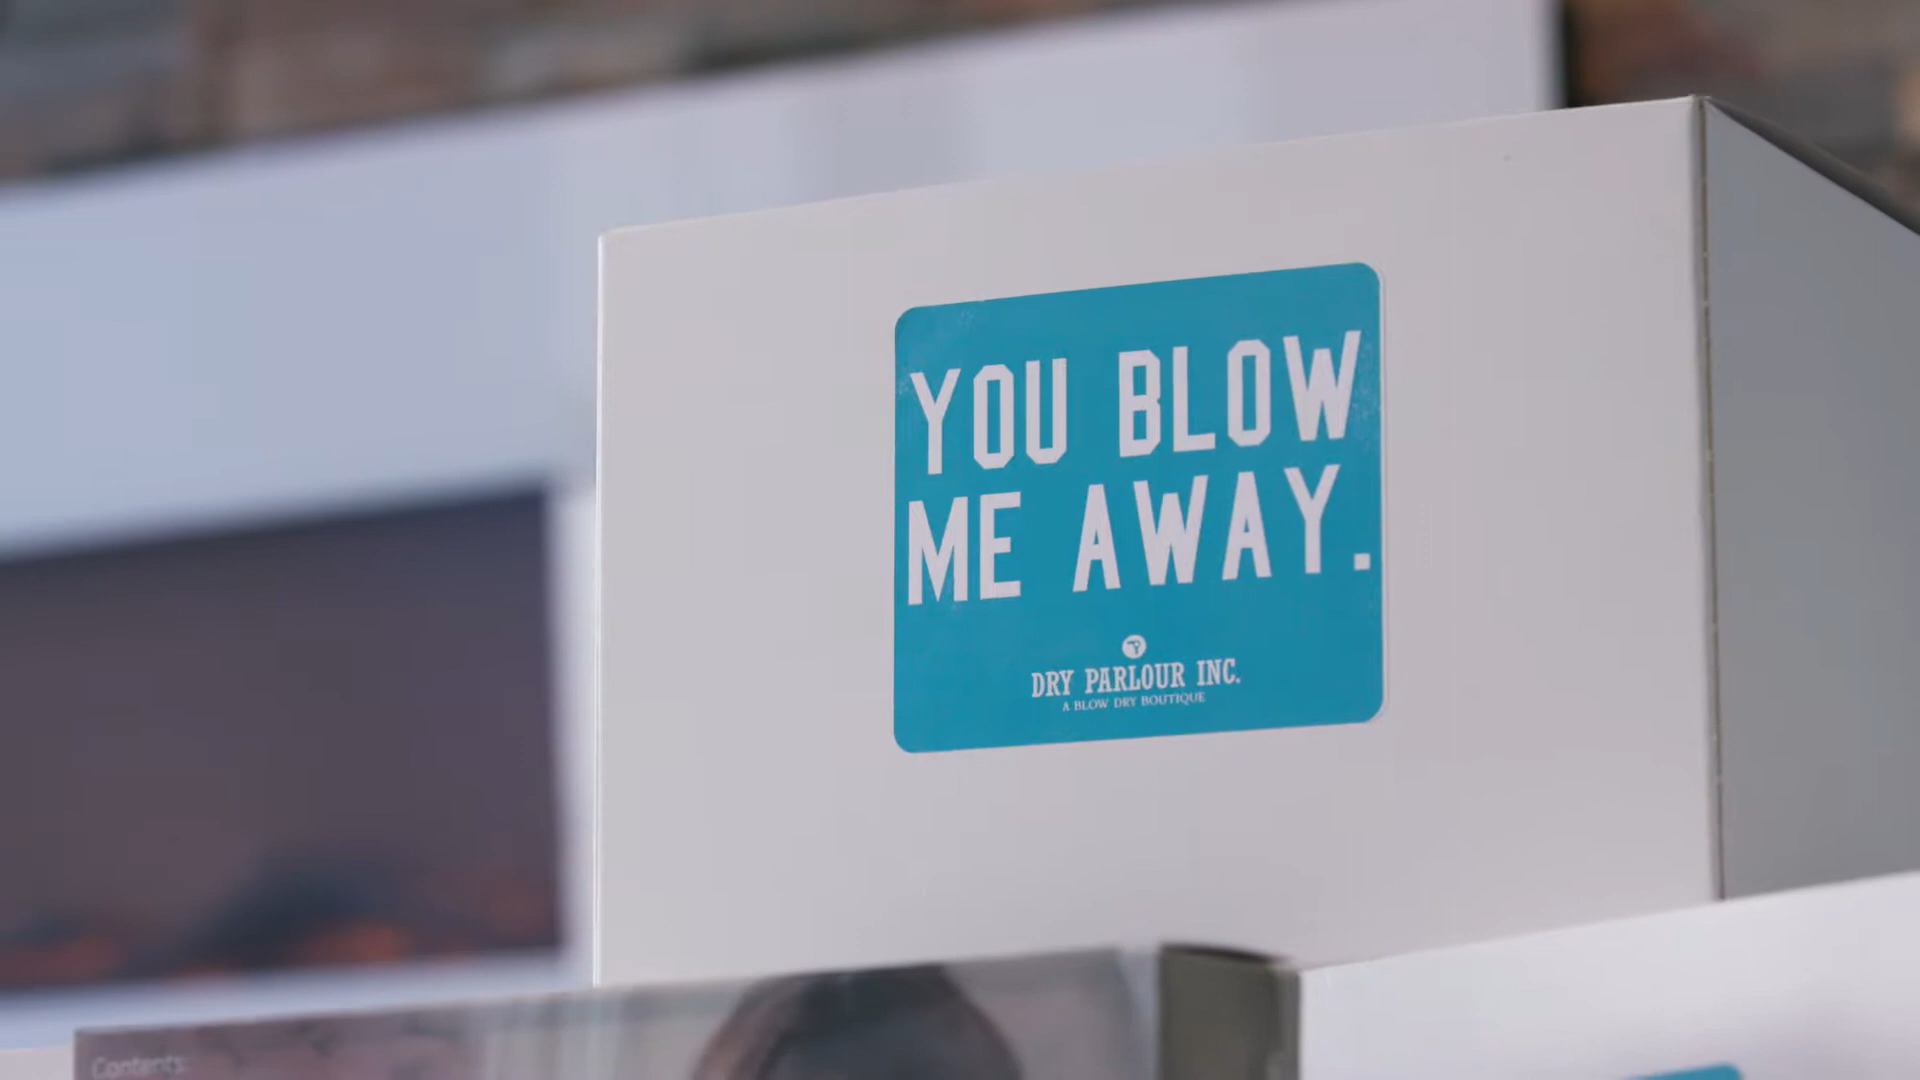 YOU BLOW
ME AWAY.
DRY PARLOUR INC.
A BLOW DRY BOUTIQUE
Contents: